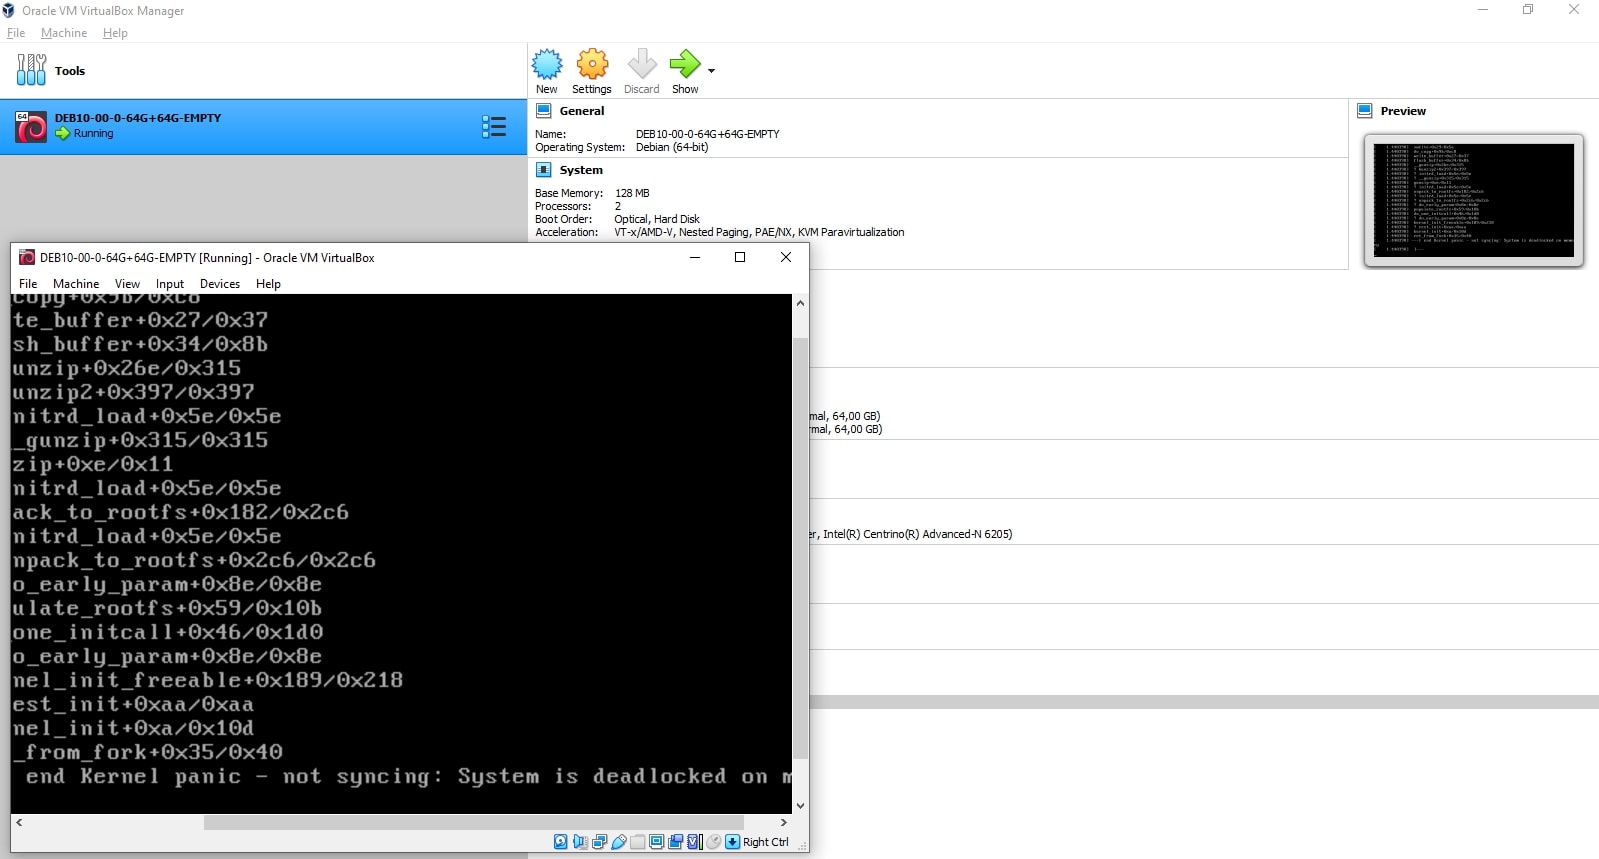 Oracle VM VirtualBox Manager
File Machine Help
Tools
New Settings Discard Show
64
DEB10-00-0-64G+64G-EMPTY
Running
General
Name: DEB10-00-0-64G+64G-EMPTY
Operating System: Debian (64-bit)
System
Base Memory: 128 MB
Processors: 2
Boot Order: Optical, Hard Disk
Acceleration: VT-x/AMD-V, Nested Paging, PAE/NX, KVM Paravirtualization
Preview
mal, 64,00 GB)
rmal, 64,00 GB)
er, Intel(R) Centrino(R) Advanced-N 6205)
DEB10-00-0-64G+64G-EMPTY [Running] - Oracle VM VirtualBox
File Machine View Input Devices Help
copy+0x9b/0xc8
te_buffer+0x27/0x37
sh_buffer+0x34/0x8b
unzip+0x26e/0x315
unzip2+0x397/0x397
nitrd_load+0x5e/0x5e
_gunzip+0x315/0x315
zip+0xe/0x11
nitrd_load+0x5e/0x5e
ack_to_rootfs+0x182/0x2c6
nitrd_load+0x5e/0x5e
npack_to_rootfs+0x2c6/0x2c6
o_early_param+0x8e/0x8e
ulate_rootfs+0x59/0x10b
one_initcall+0x46/0x1d0
o_early_param+0x8e/0x8e
nel_init_freeable+0x189/0x218
est_init+0xaa/0xaa
nel_init+0xa/0x10d
_from_fork+0x35/0x40
end Kernel panic - not syncing: System is deadlocked on m
Right Ctrl